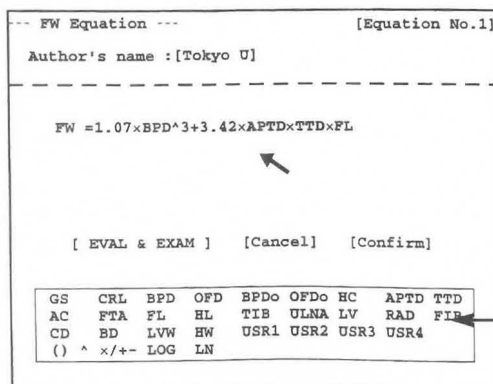 --- FW Equation --- [Equation No.1]
Author's name :[Tokyo U]
FW =1.07×BPD^3+3.42×APTD×TTD×FL
[ EVAL & EXAM ] [Cancel] [Confirm]
GS CRL BPD OFD BPDo OFDo HC APTD TTD
AC FTA FL HL TIB ULNA LV RAD FIB
CD BD LVW HW USR1 USR2 USR3 USR4
() ^ ×/+- LOG LN